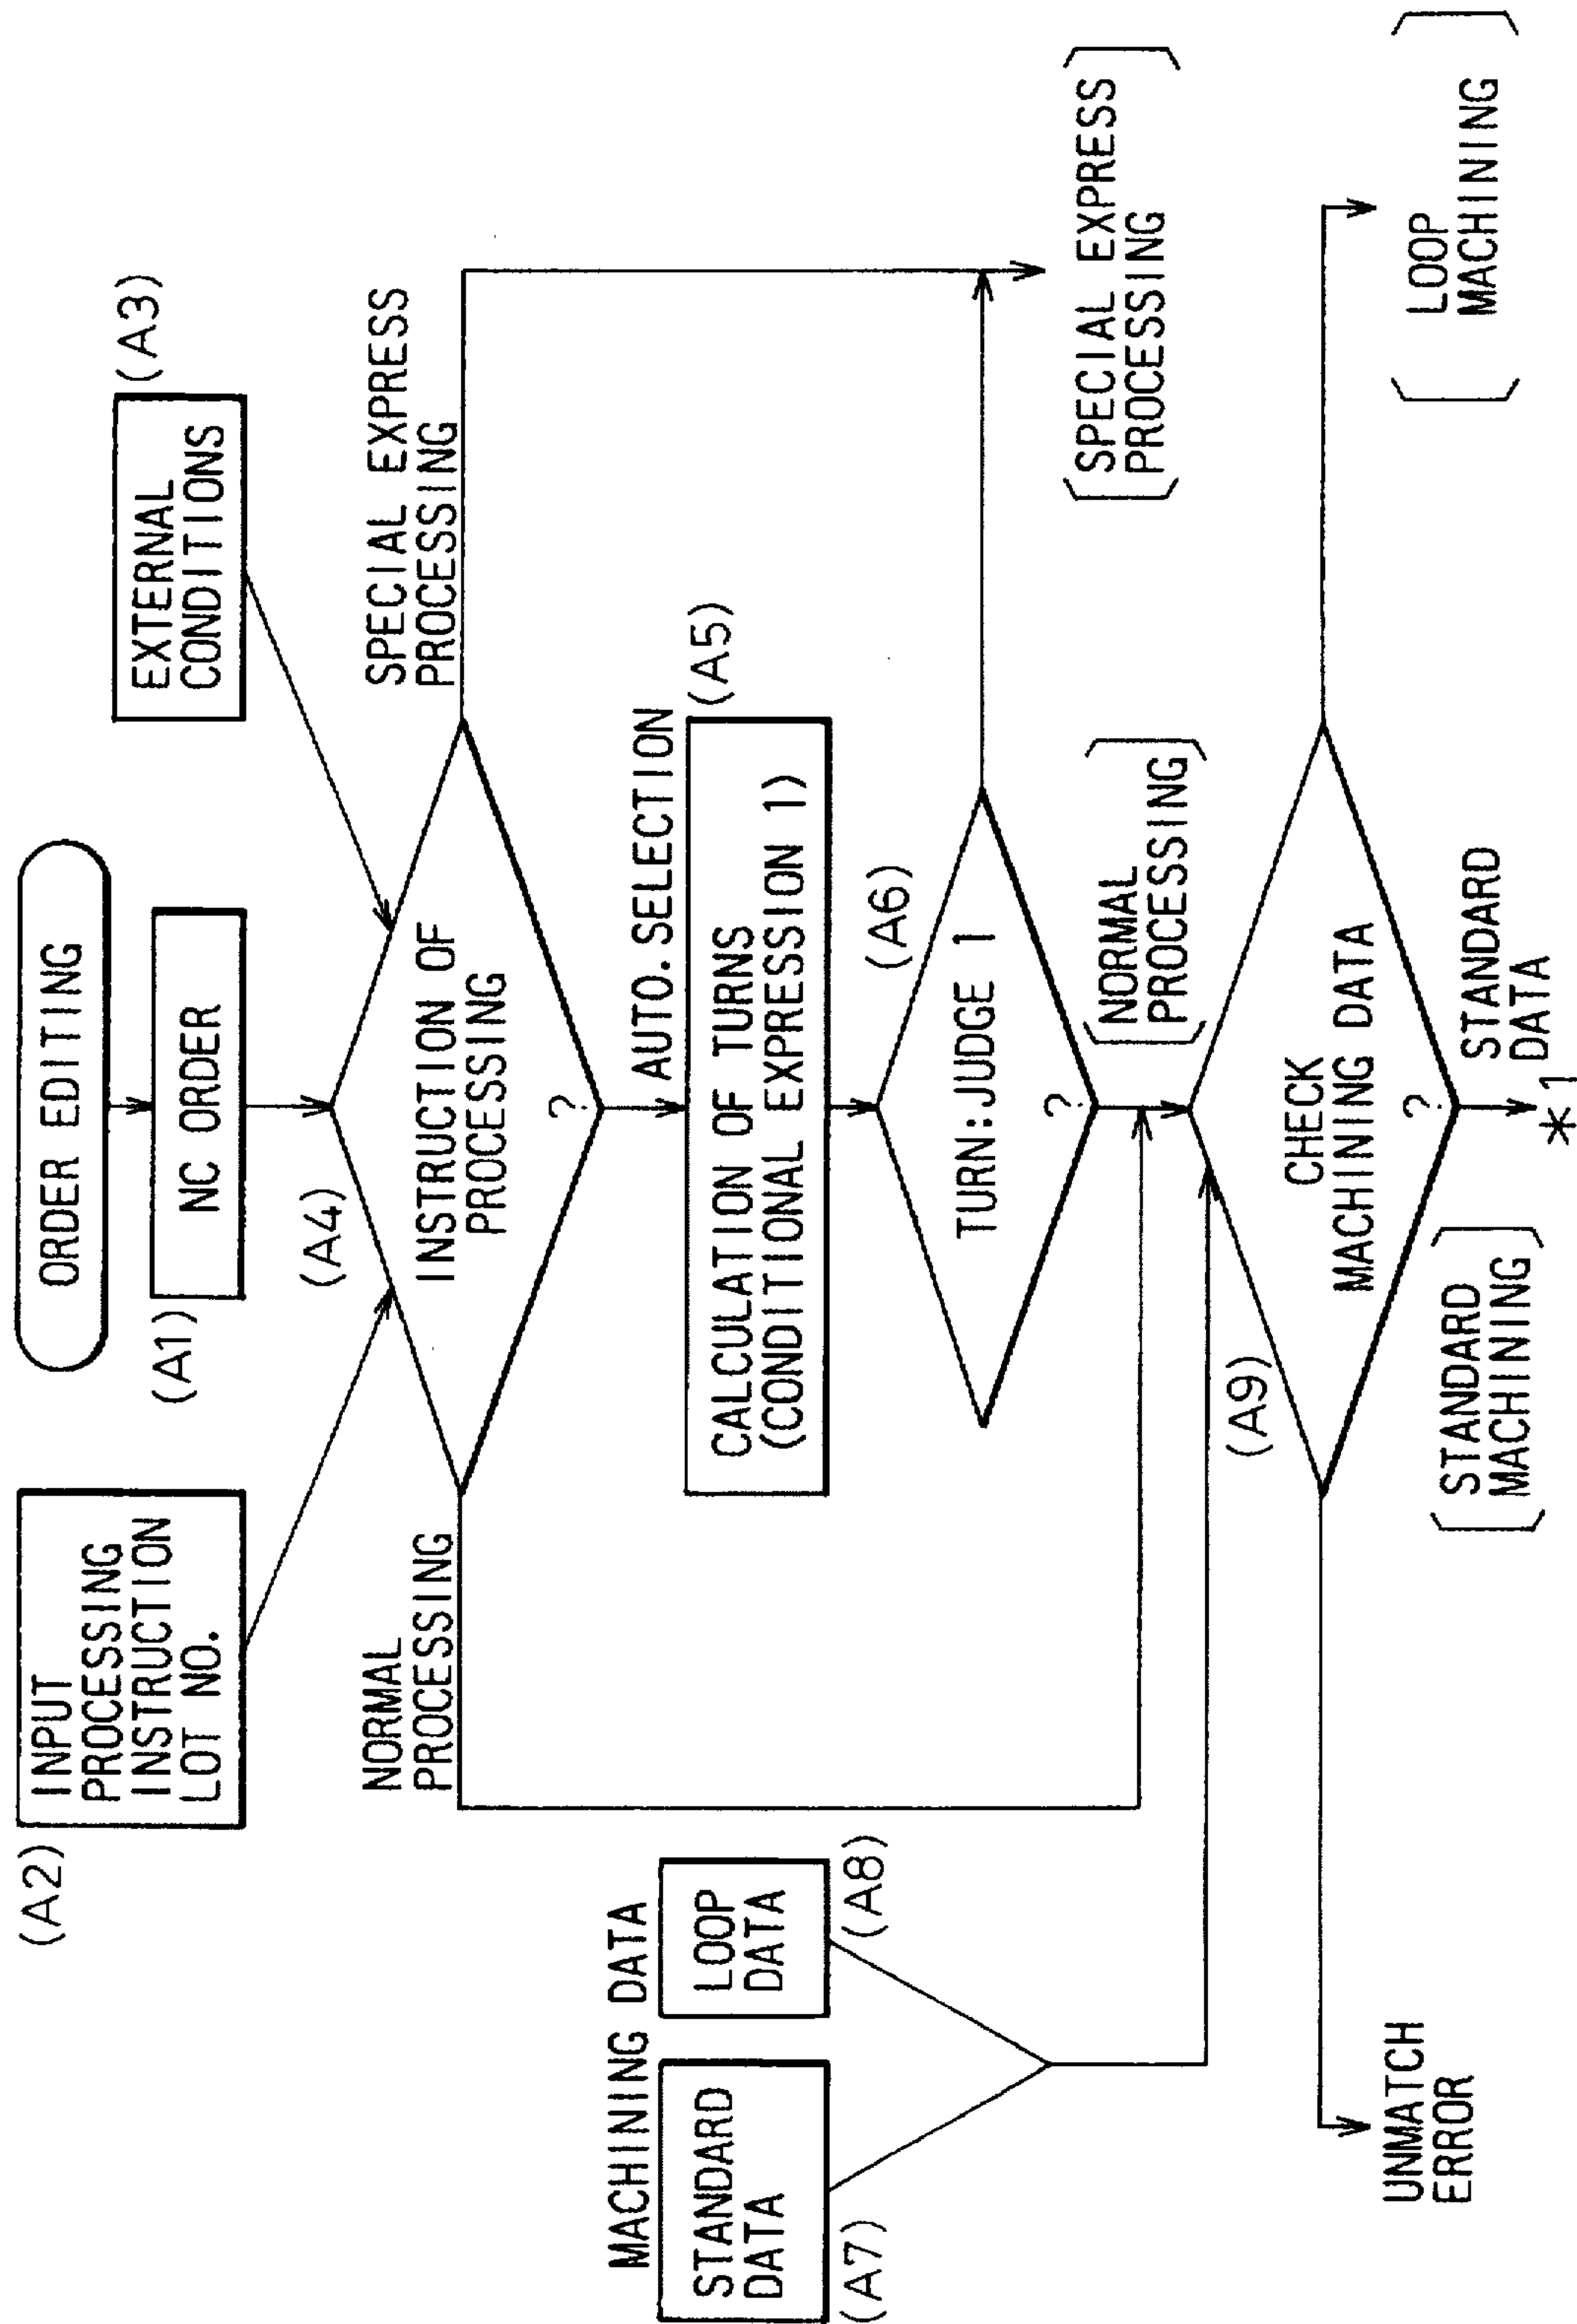 ORDER EDITING
(A2)
INPUT
PROCESSING
INSTRUCTION
LOT NO.
(A1)
NC ORDER
EXTERNAL
CONDITIONS
(A3)
(A4)
INSTRUCTION OF
PROCESSING
?
NORMAL
PROCESSING
SPECIAL EXPRESS
PROCESSING
AUTO. SELECTION
CALCULATION OF TURNS
(CONDITIONAL EXPRESSION 1)
(A5)
MACHINING DATA
STANDARD
DATA
(A7)
LOOP
DATA
(A8)
TURN:JUDGE 1
?
(A6)
[NORMAL
PROCESSING]
[SPECIAL EXPRESS
PROCESSING]
(A9)
CHECK
MACHINING DATA
?
UNMATCH
ERROR
[STANDARD
MACHINING]
STANDARD
DATA
*1
[LOOP
MACHINING]